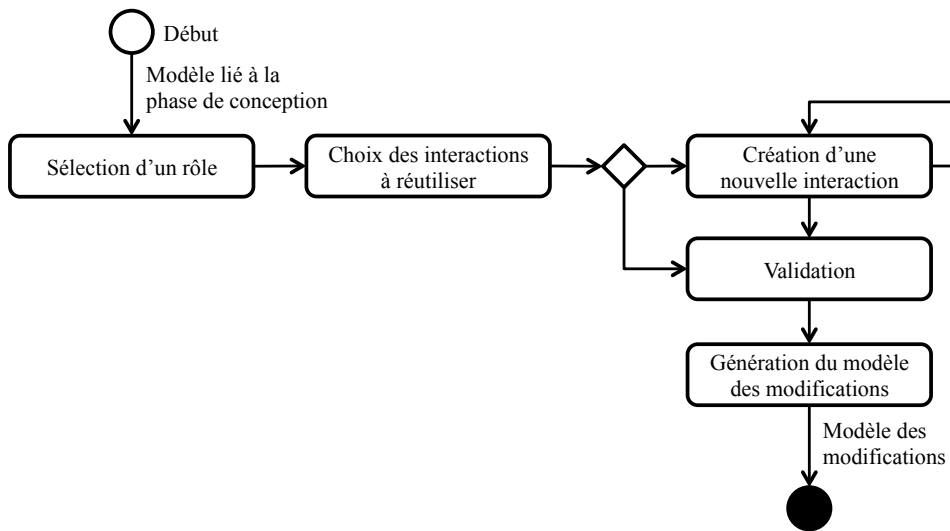 Début
Modèle lié à la
phase de conception
Sélection d’un rôle
Choix des interactions
à réutiliser
Création d’une
nouvelle interaction
Validation
Génération du modèle
des modifications
Modèle des
modifications